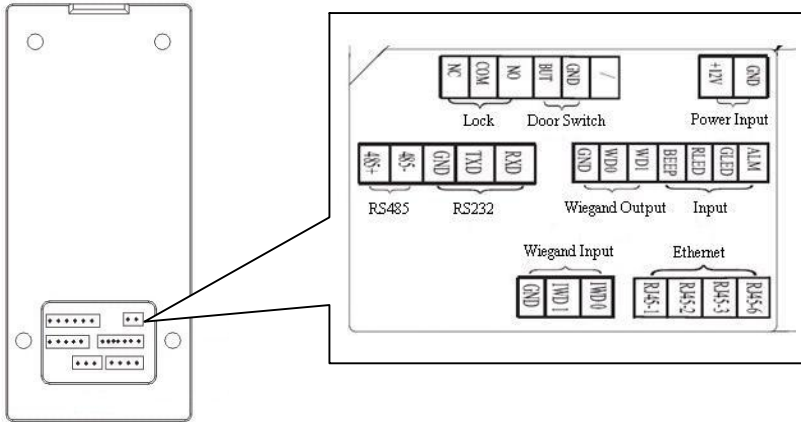 NC COM NO BUT GND / +12V GND
Lock Door Switch Power Input
485+ 485- GND TXD RXD GND WD0 WD1 BEEP RLED GLED ALM
RS485 RS232 Wiegand Output Input
Wiegand Input Ethernet
GND IWD1 IWD0 RJ45-1 RJ45-2 RJ45-3 RJ45-6